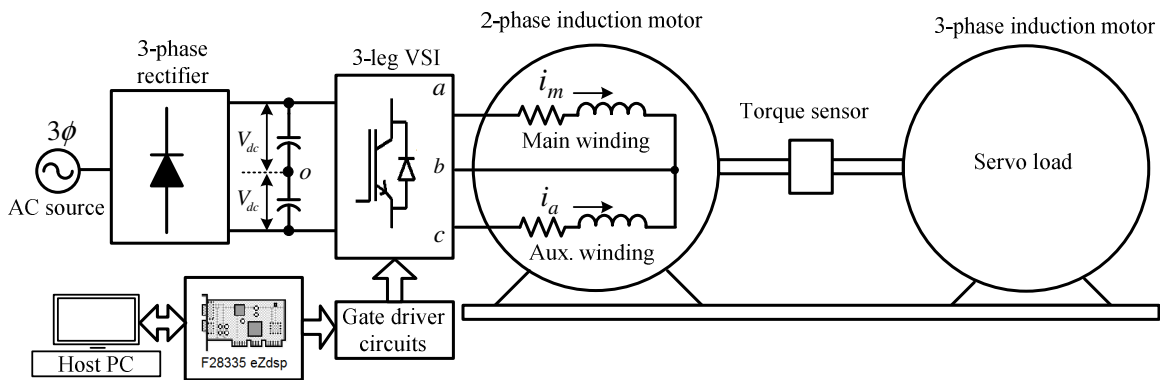 2-phase induction motor
3-phase induction motor
3-phase
rectifier
3-leg VSI
a
i_m
Main winding
Torque sensor
3ϕ
V_dc
o
b
Servo load
AC source
V_dc
i_a
c
Aux. winding
Gate driver
circuits
Host PC
F28335 eZdsp